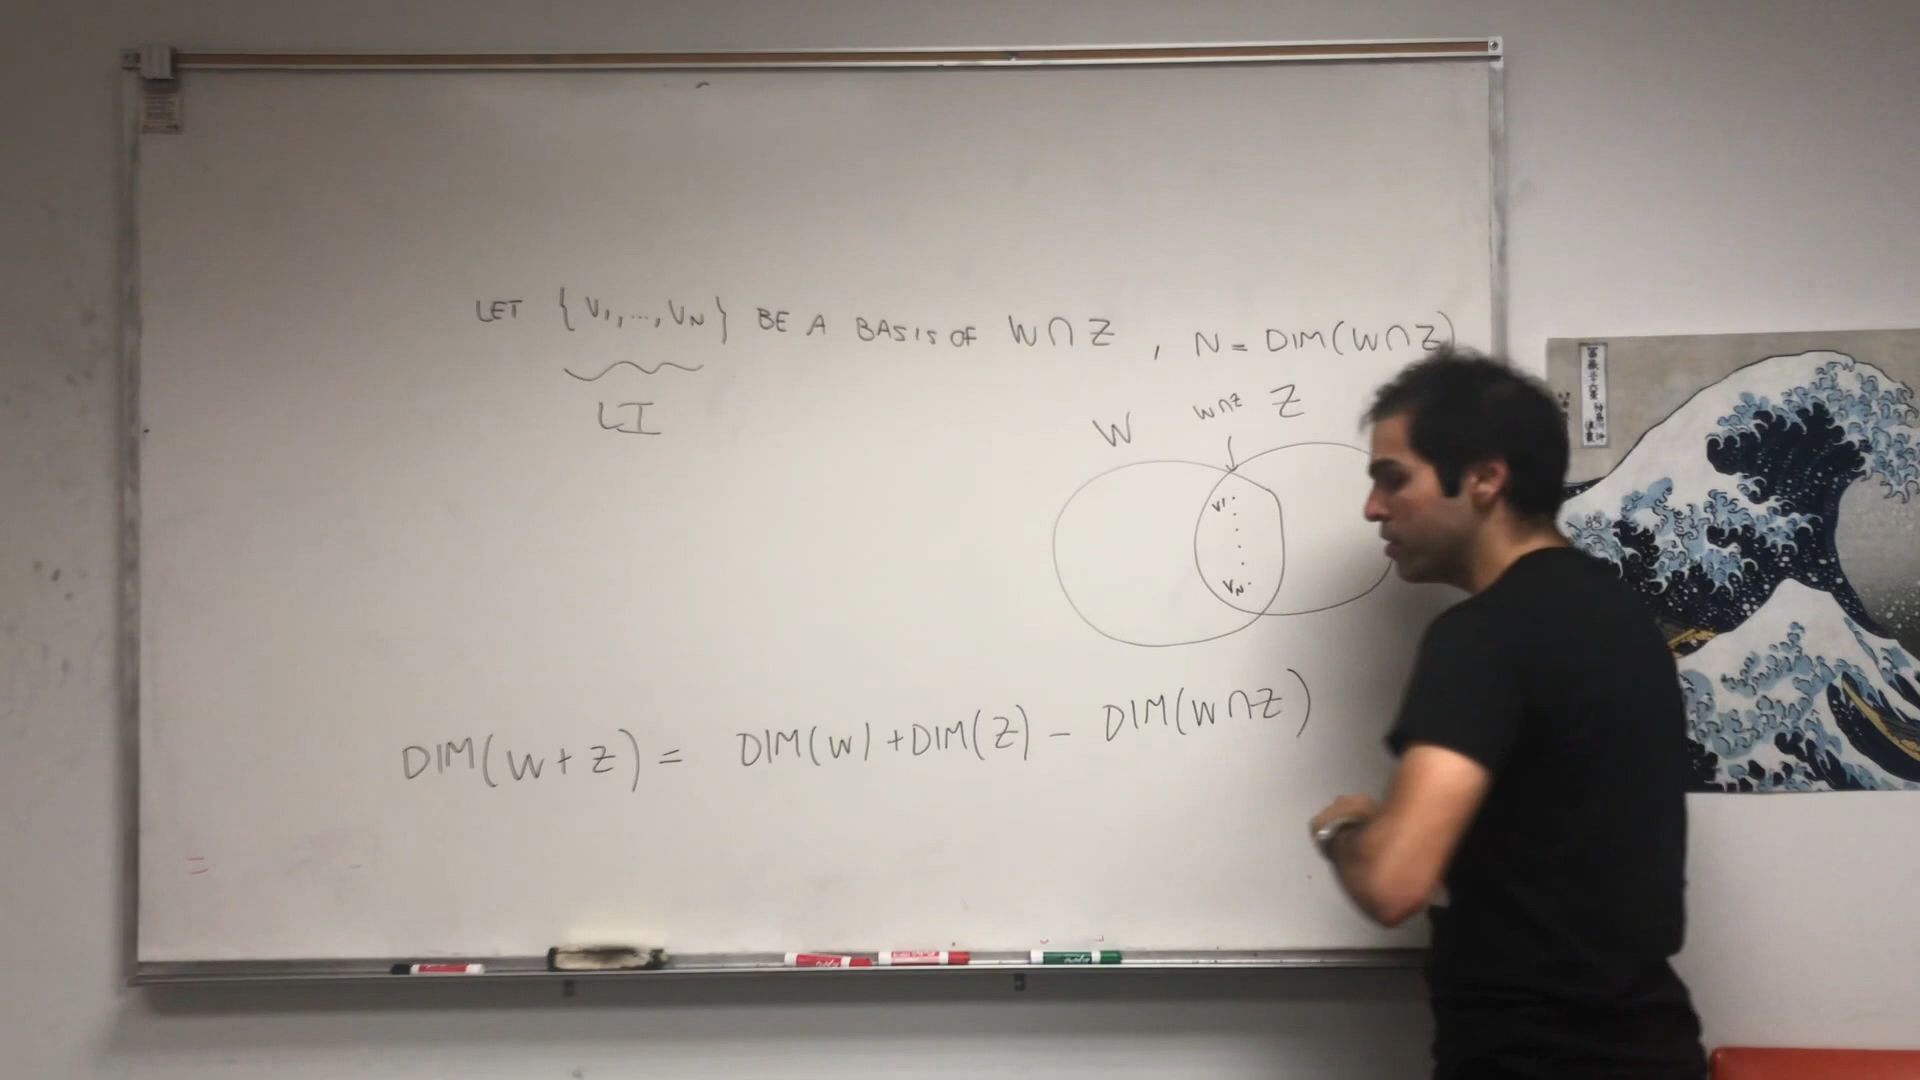 LET {V1,...,VN} BE A BASIS OF W∩Z, N = DIM(W∩Z)
LI
W W∩Z Z
V1
VN
DIM(W+Z) = DIM(W)+DIM(Z) - DIM(W∩Z)